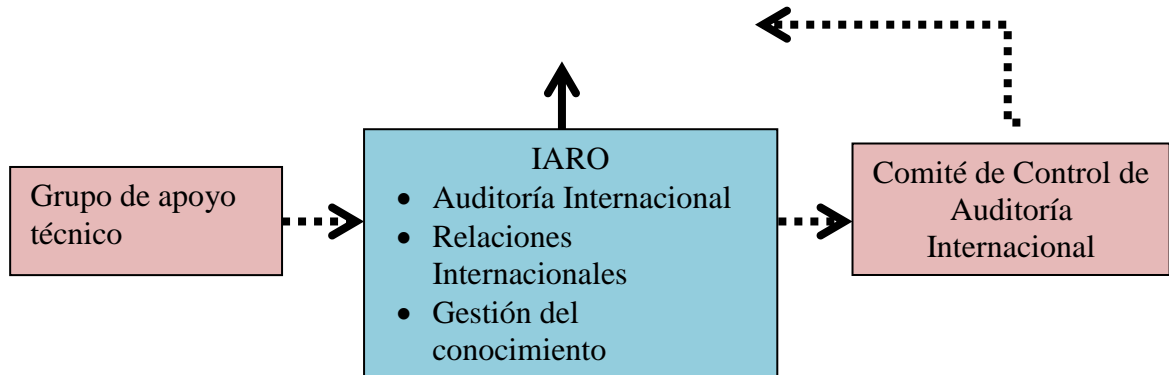 Grupo de apoyo
técnico
IARO
• Auditoría Internacional
• Relaciones
Internacionales
• Gestión del
conocimiento
Comité de Control de
Auditoría
Internacional